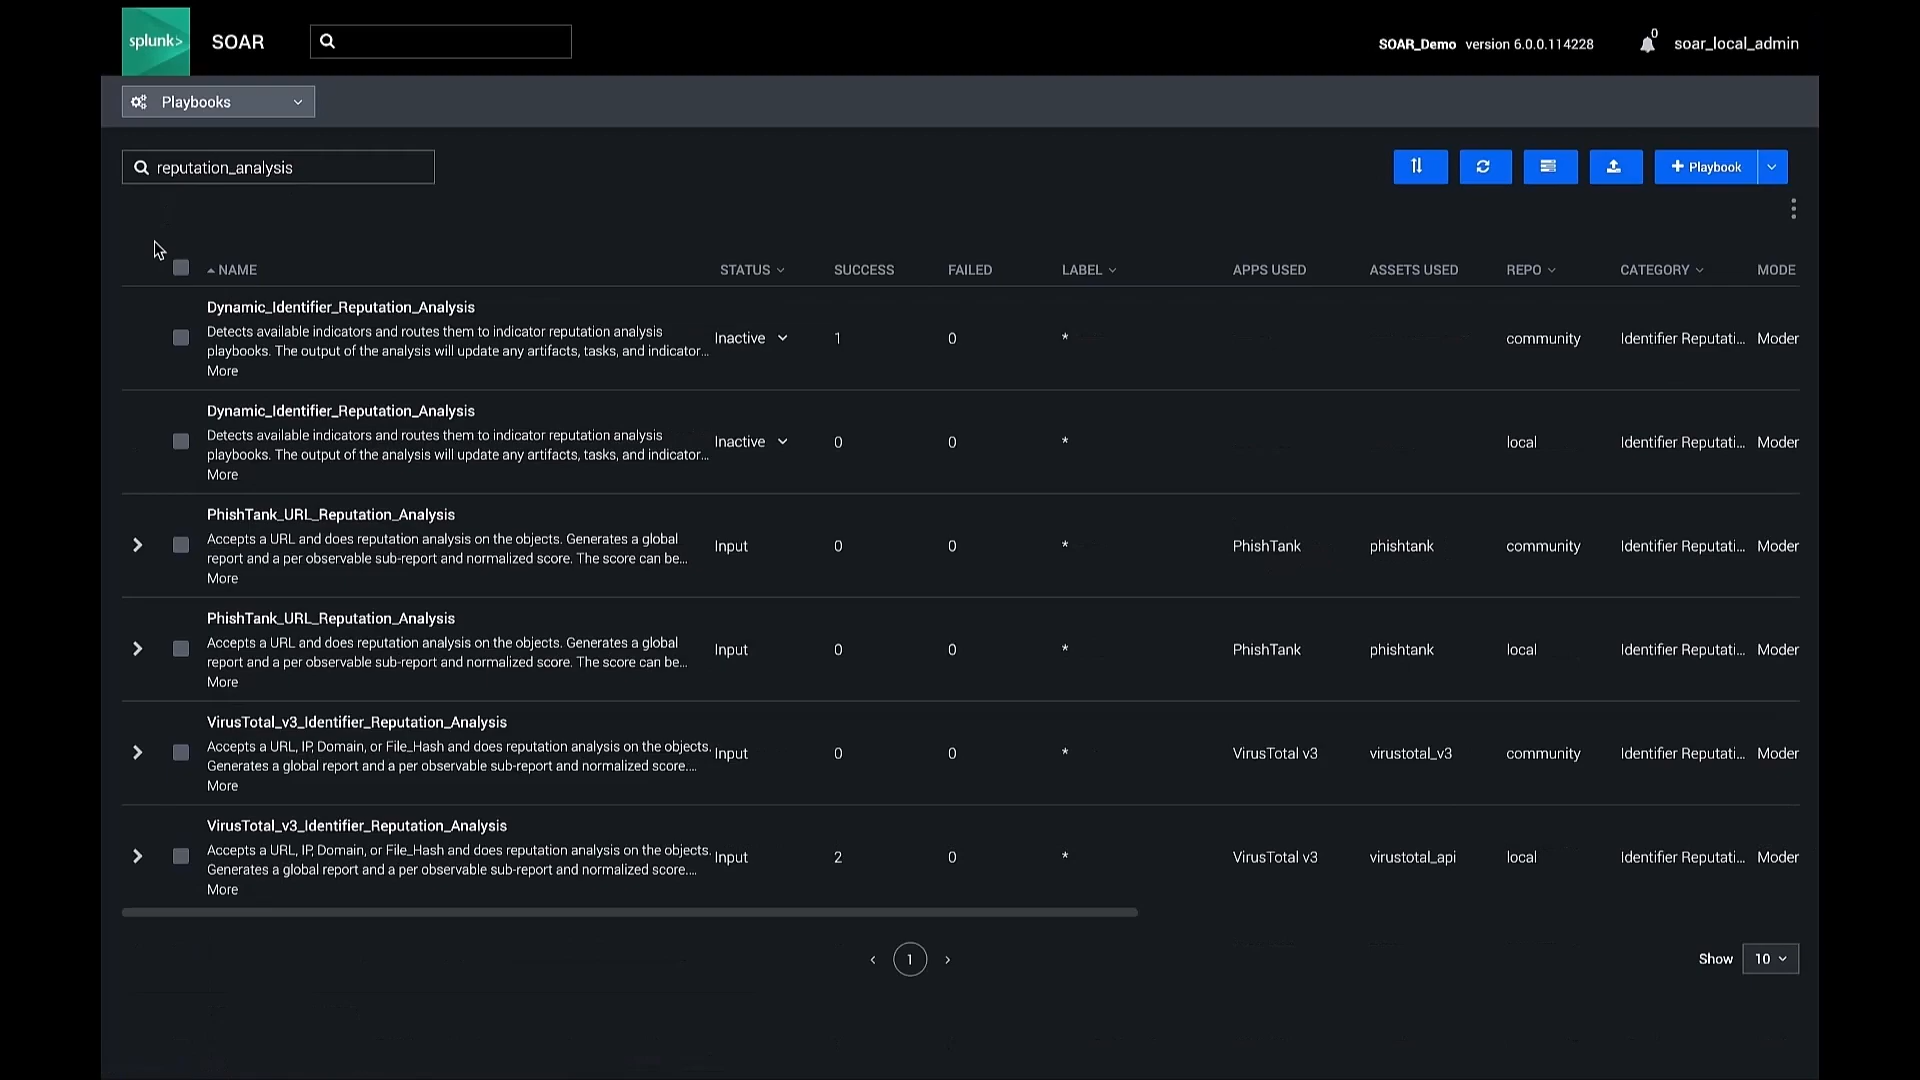 splunk> SOAR
SOAR_Demo version 6.0.0.114228 0 soar_local_admin
Playbooks
reputation_analysis
+ Playbook
NAME STATUS SUCCESS FAILED LABEL APPS USED ASSETS USED REPO CATEGORY MODE
Dynamic_Identifier_Reputation_Analysis
Detects available indicators and routes them to indicator reputation analysis
playbooks. The output of the analysis will update any artifacts, tasks, and indicator...
More
Inactive 1 0 * community Identifier Reputati... Moder
Dynamic_Identifier_Reputation_Analysis
Detects available indicators and routes them to indicator reputation analysis
playbooks. The output of the analysis will update any artifacts, tasks, and indicator...
More
Inactive 0 0 * local Identifier Reputati... Moder
PhishTank_URL_Reputation_Analysis
Accepts a URL and does reputation analysis on the objects. Generates a global
report and a per observable sub-report and normalized score. The score can be...
More
Input 0 0 * PhishTank phishtank community Identifier Reputati... Moder
PhishTank_URL_Reputation_Analysis
Accepts a URL and does reputation analysis on the objects. Generates a global
report and a per observable sub-report and normalized score. The score can be...
More
Input 0 0 * PhishTank phishtank local Identifier Reputati... Moder
VirusTotal_v3_Identifier_Reputation_Analysis
Accepts a URL, IP, Domain, or File_Hash and does reputation analysis on the objects.
Generates a global report and a per observable sub-report and normalized score....
More
Input 0 0 * VirusTotal v3 virustotal_v3 community Identifier Reputati... Moder
VirusTotal_v3_Identifier_Reputation_Analysis
Accepts a URL, IP, Domain, or File_Hash and does reputation analysis on the objects.
Generates a global report and a per observable sub-report and normalized score....
More
Input 2 0 * VirusTotal v3 virustotal_api local Identifier Reputati... Moder
1
Show 10